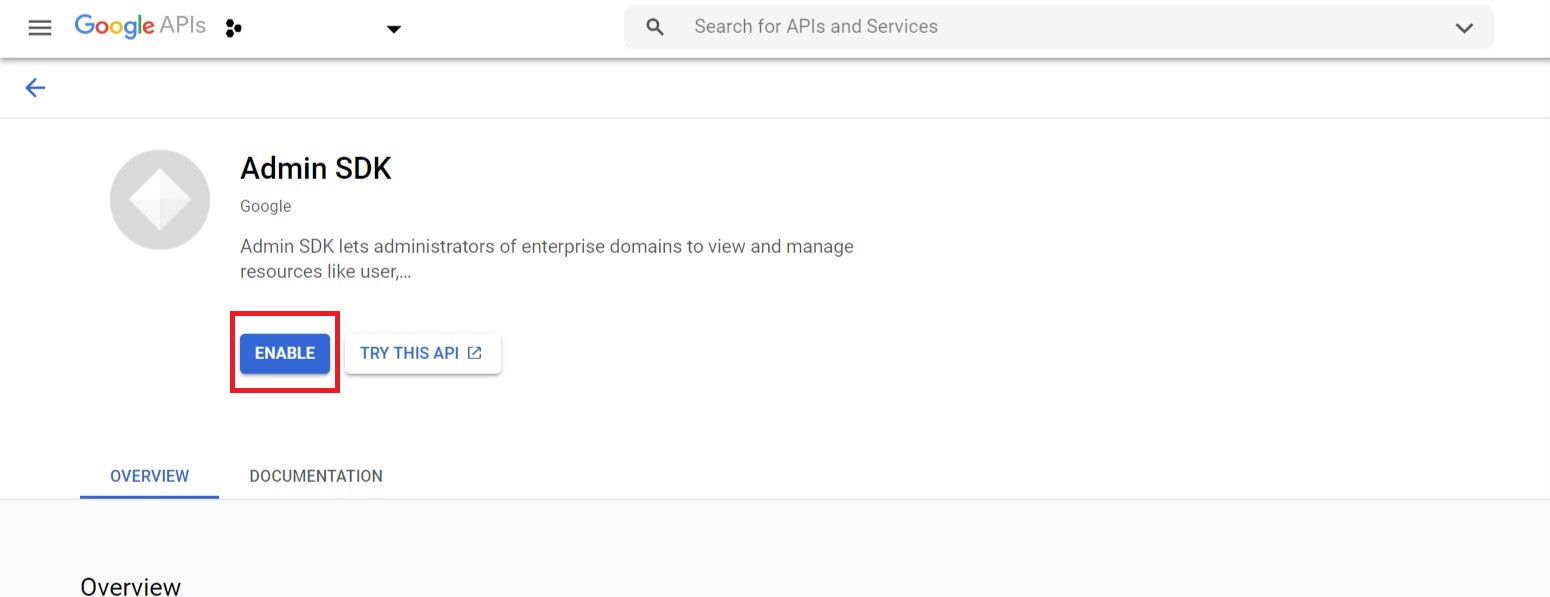 Google APIs
Search for APIs and Services
Admin SDK
Google
Admin SDK lets administrators of enterprise domains to view and manage
resources like user,...
ENABLE
TRY THIS API
OVERVIEW
DOCUMENTATION
Overview